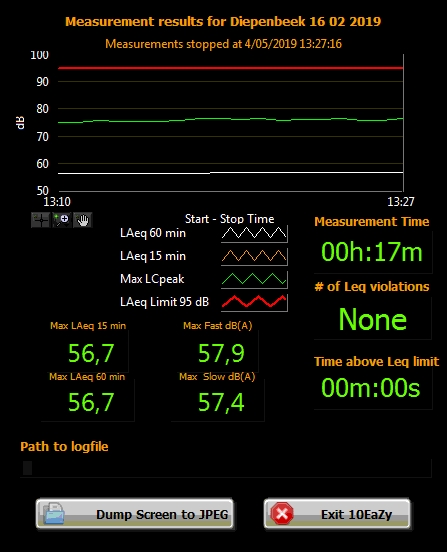 Measurement results for Diepenbeek 16 02 2019
Measurements stopped at 4/05/2019 13:27:16
100
90
80
70
60
50
dB
13:10
13:27
Start - Stop Time
LAeq 60 min
LAeq 15 min
Max LCpeak
LAeq Limit 95 dB
Measurement Time
00h:17m
# of Leq violations
None
Time above Leq limit
00m:00s
Max LAeq 15 min
56,7
Max Fast dB(A)
57,9
Max LAeq 60 min
56,7
Max Slow dB(A)
57,4
Path to logfile
Dump Screen to JPEG
Exit 10EaZy